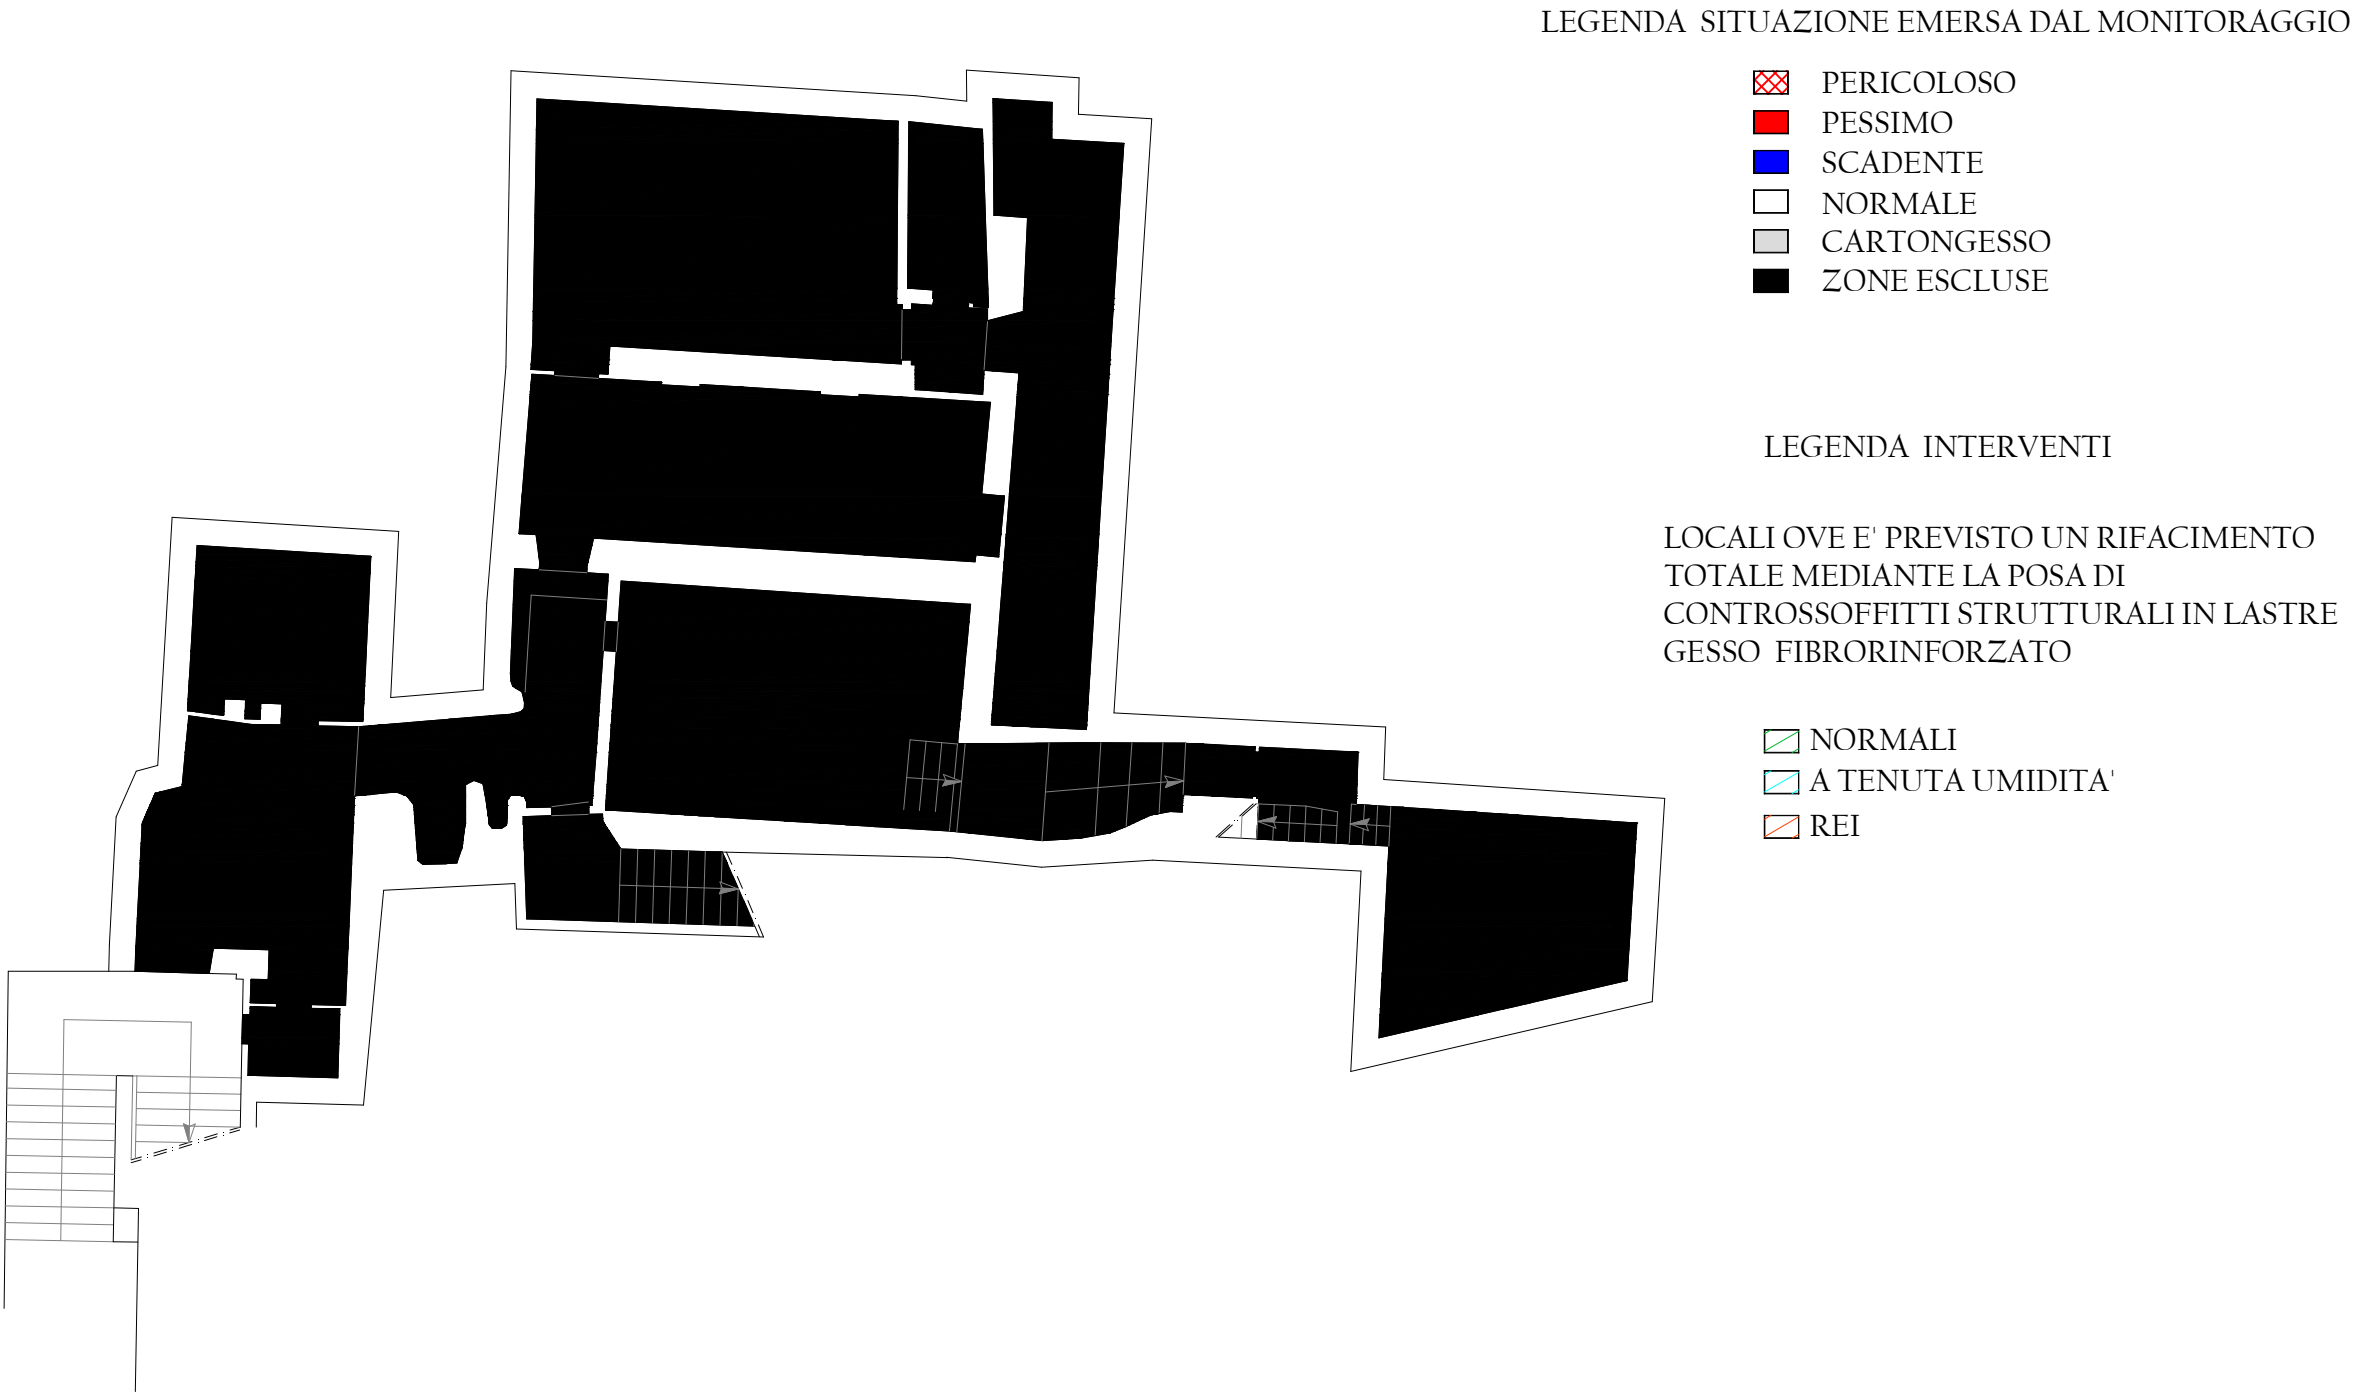 LEGENDA  SITUAZIONE EMERSA DAL MONITORAGGIO
PERICOLOSO
PESSIMO
SCADENTE
NORMALE
CARTONGESSO
ZONE ESCLUSE
LEGENDA  INTERVENTI
LOCALI OVE E' PREVISTO UN RIFACIMENTO
TOTALE MEDIANTE LA POSA DI
CONTROSSOFFITTI STRUTTURALI IN LASTRE
GESSO  FIBRORINFORZATO
NORMALI
A TENUTA UMIDITA'
REI